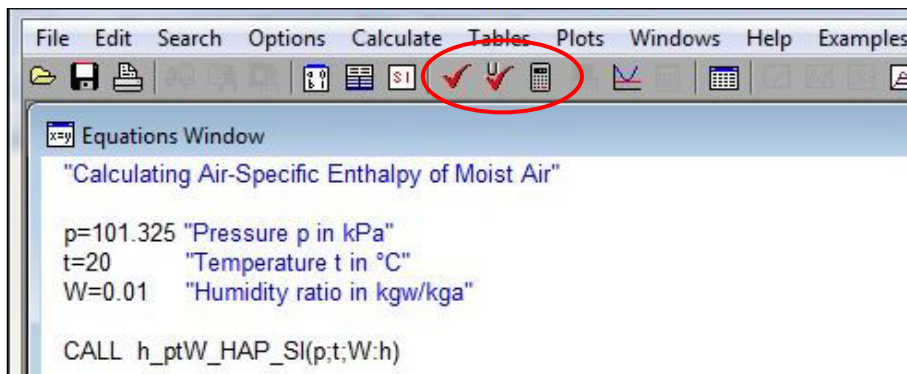 File Edit Search Options Calculate Tables Plots Windows Help Examples
SI
x=y Equations Window
"Calculating Air-Specific Enthalpy of Moist Air"
p=101.325 "Pressure p in kPa"
t=20 "Temperature t in °C"
W=0.01 "Humidity ratio in kgw/kga"
CALL h_ptW_HAP_SI(p;t;W:h)